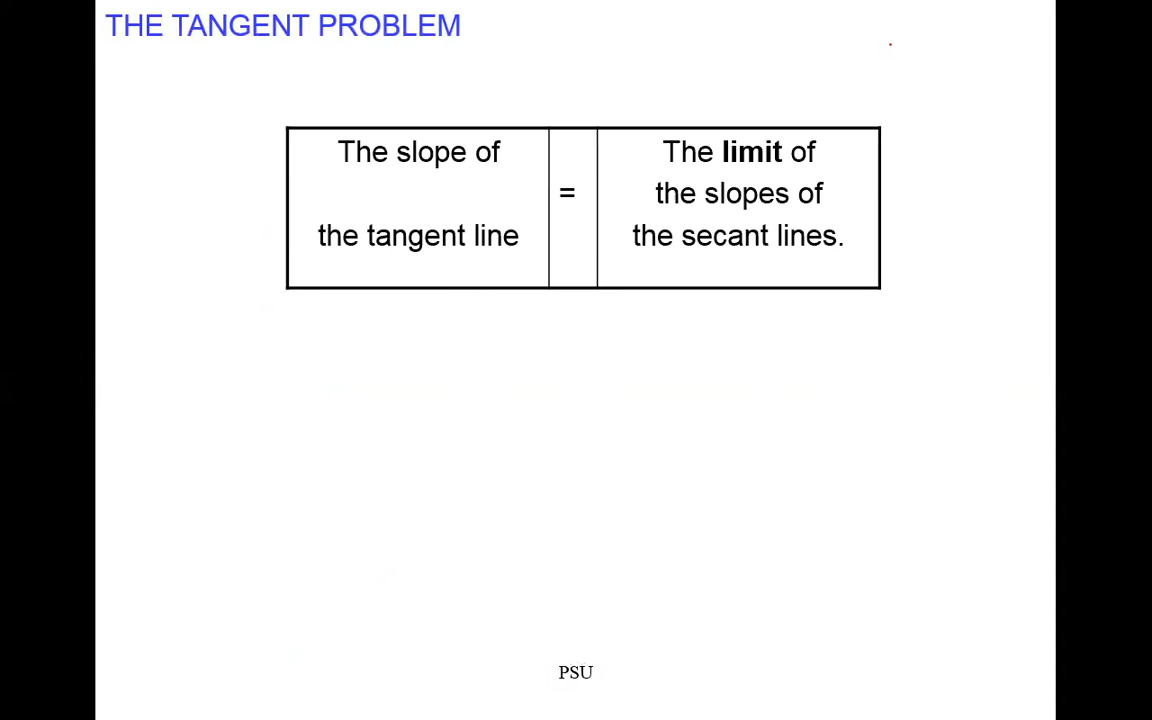 THE TANGENT PROBLEM
The slope of
the tangent line
=
The limit of
the slopes of
the secant lines.
PSU